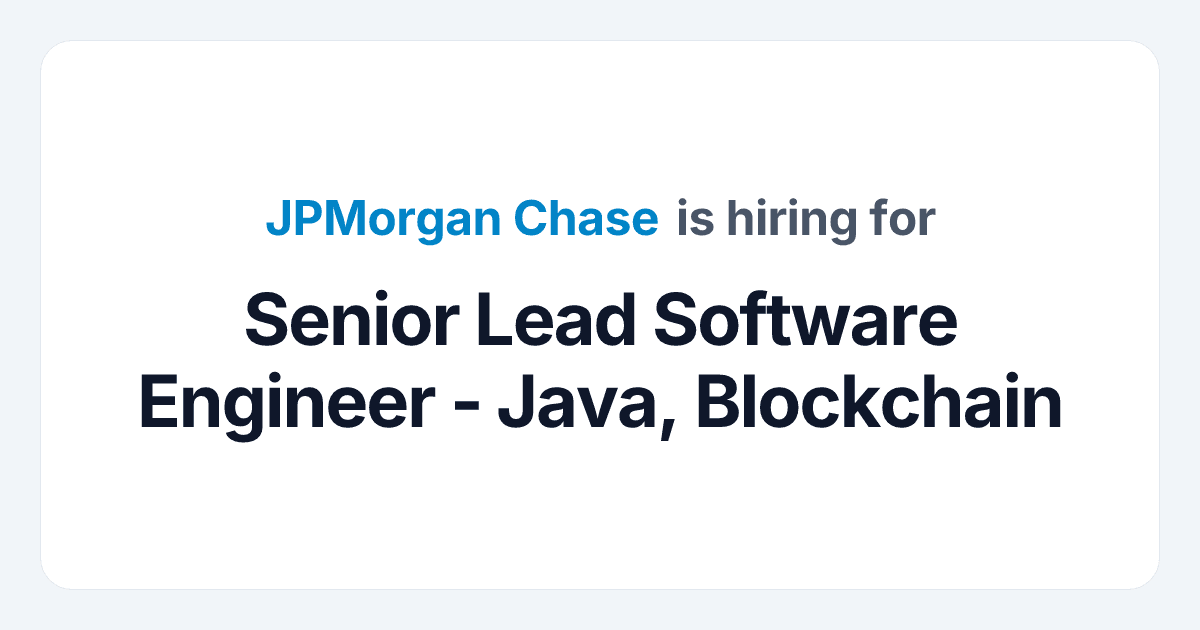 JPMorgan Chase is hiring for
Senior Lead Software
Engineer - Java, Blockchain